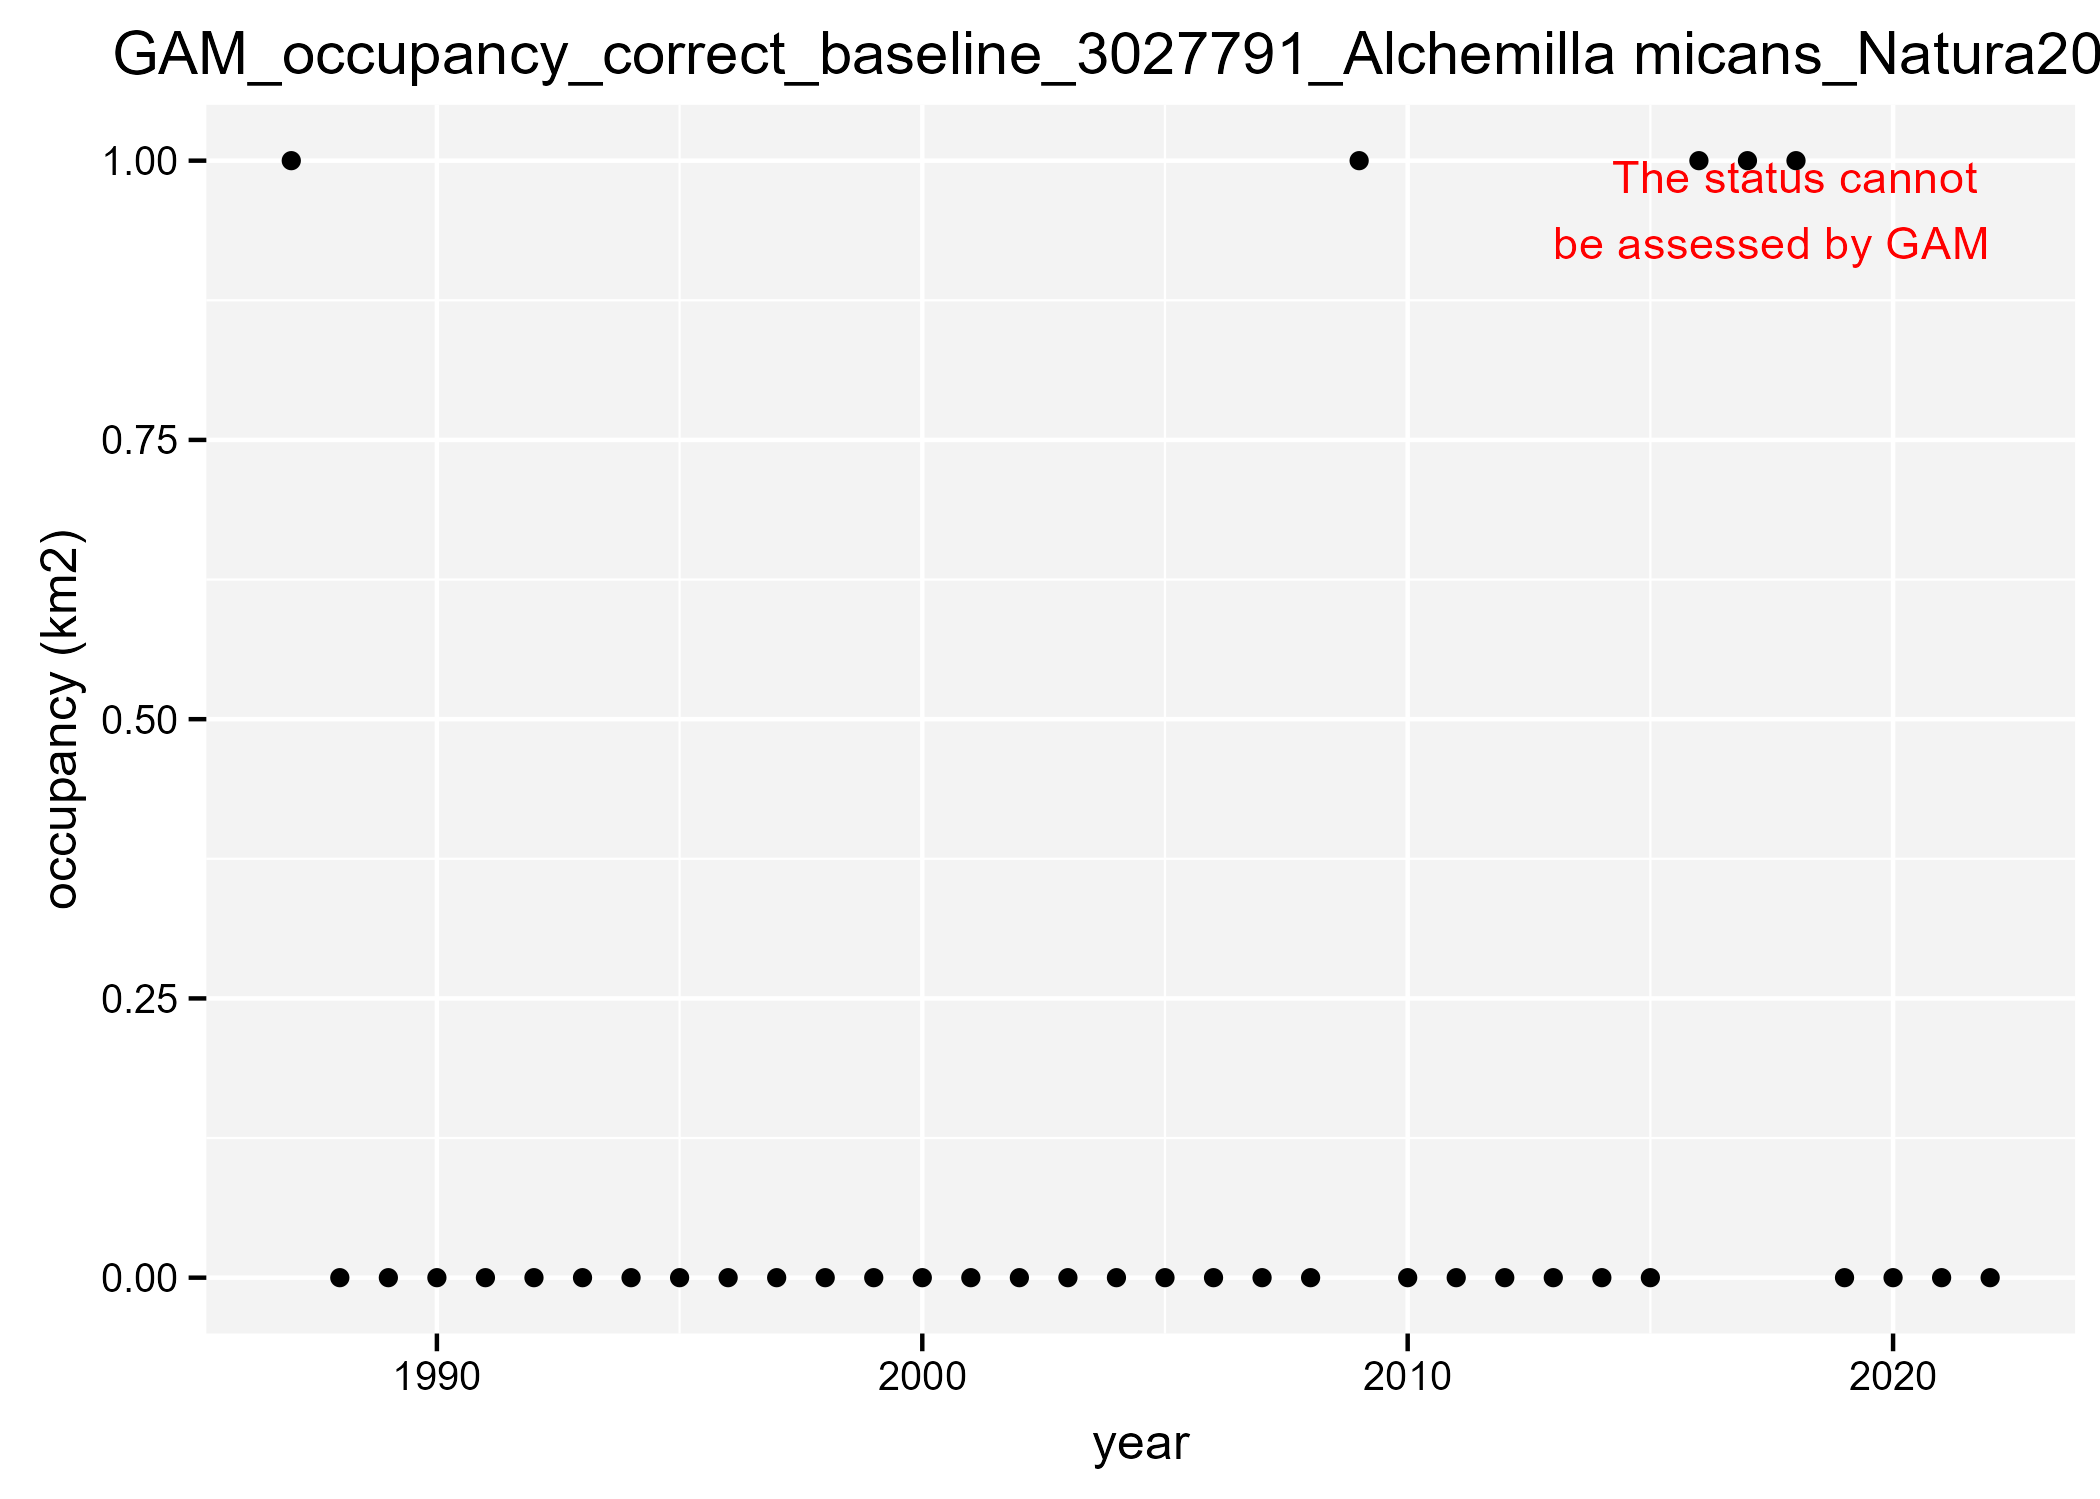 GAM_occupancy_correct_baseline_3027791_Alchemilla micans_Natura20
1.00
The status cannot
be assessed by GAM
0.75
occupancy (km2)
0.50
0.25
0.00
1990 2000 2010 2020
year